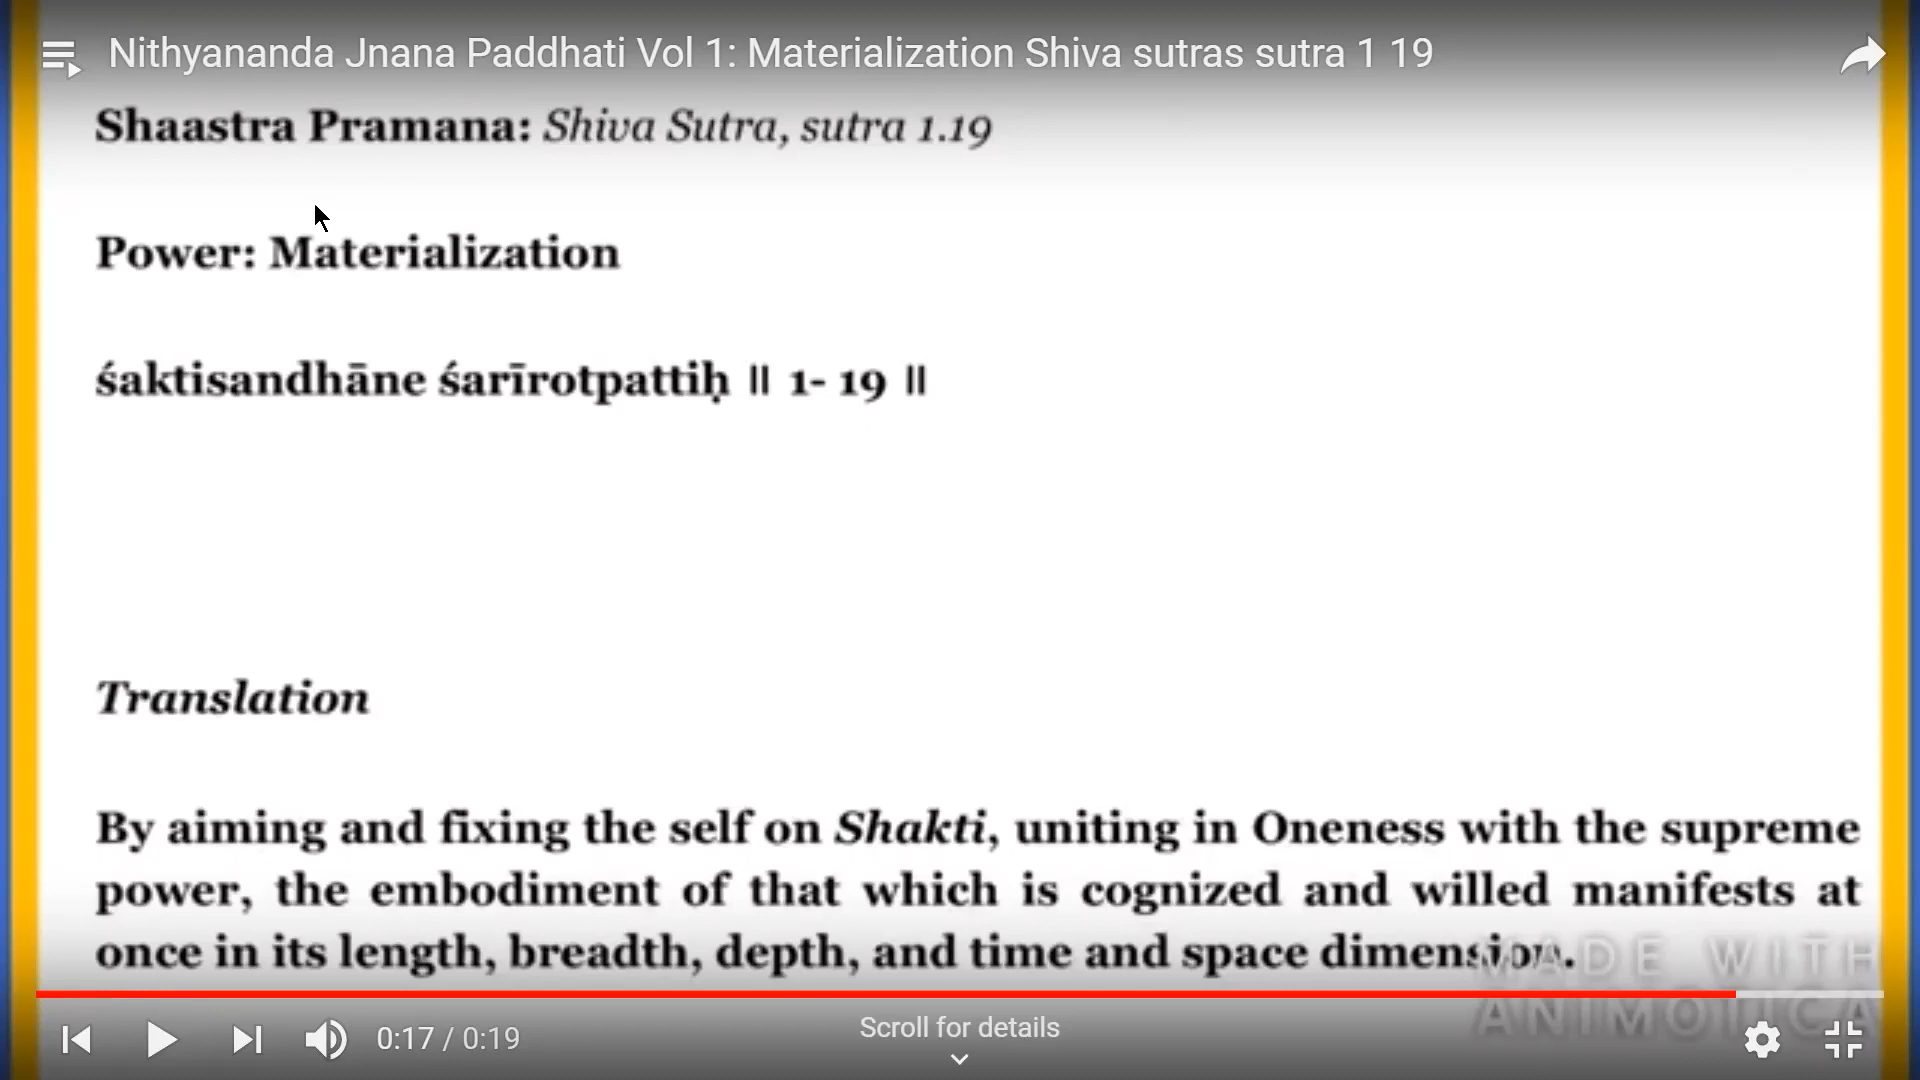 Nithyananda Jnana Paddhati Vol 1: Materialization Shiva sutras sutra 1 19
Shaastra Pramana: Shiva Sutra, sutra 1.19
Power: Materialization
śaktisandhāne śarīrotpattiḥ ॥ 1- 19 ॥
Translation
By aiming and fixing the self on Shakti, uniting in Oneness with the supreme
power, the embodiment of that which is cognized and willed manifests at
once in its length, breadth, depth, and time and space dimension.
MADE WITH
ANIMOTICA
0:17 / 0:19
Scroll for details